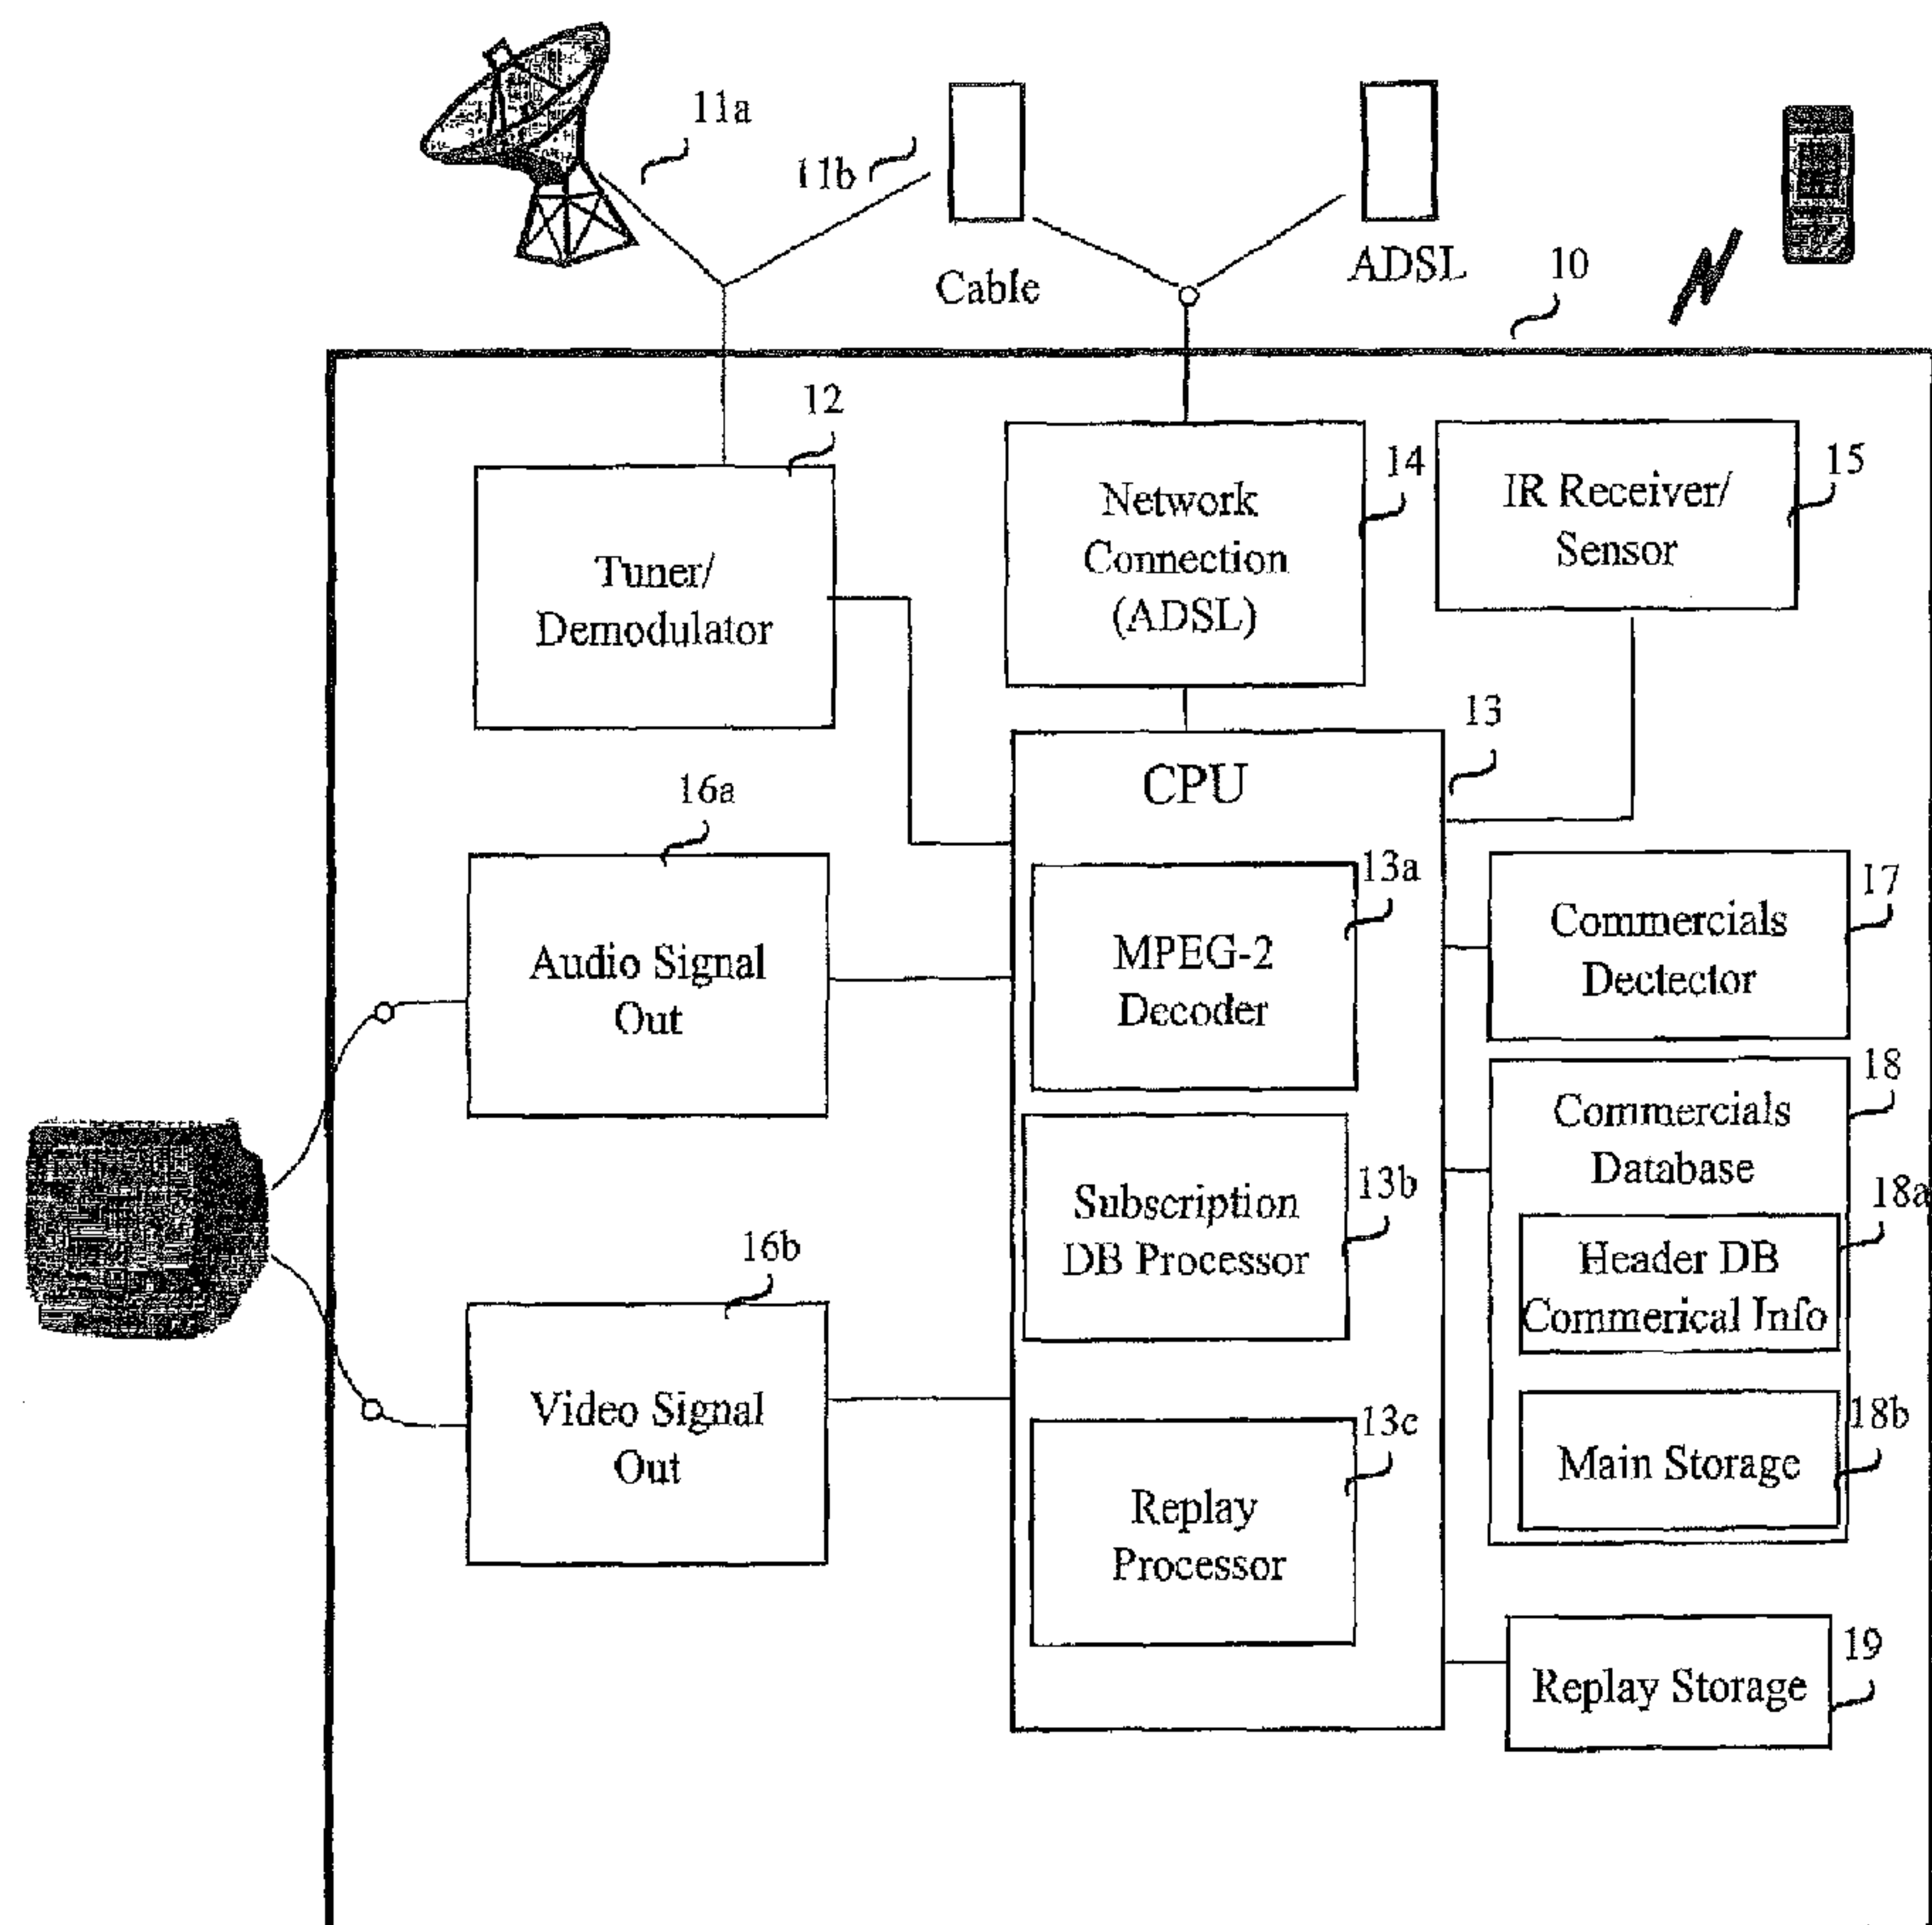 11a
11b
Cable
ADSL
10
12
Tuner/
Demodulator
14
Network
Connection
(ADSL)
15
IR Receiver/
Sensor
13
CPU
16a
Audio Signal
Out
13a
MPEG-2
Decoder
17
Commercials
Dectector
18
Commercials
Database
13b
Subscription
DB Processor
18a
Header DB
Commerical Info
16b
Video Signal
Out
13c
Replay
Processor
18b
Main Storage
19
Replay Storage